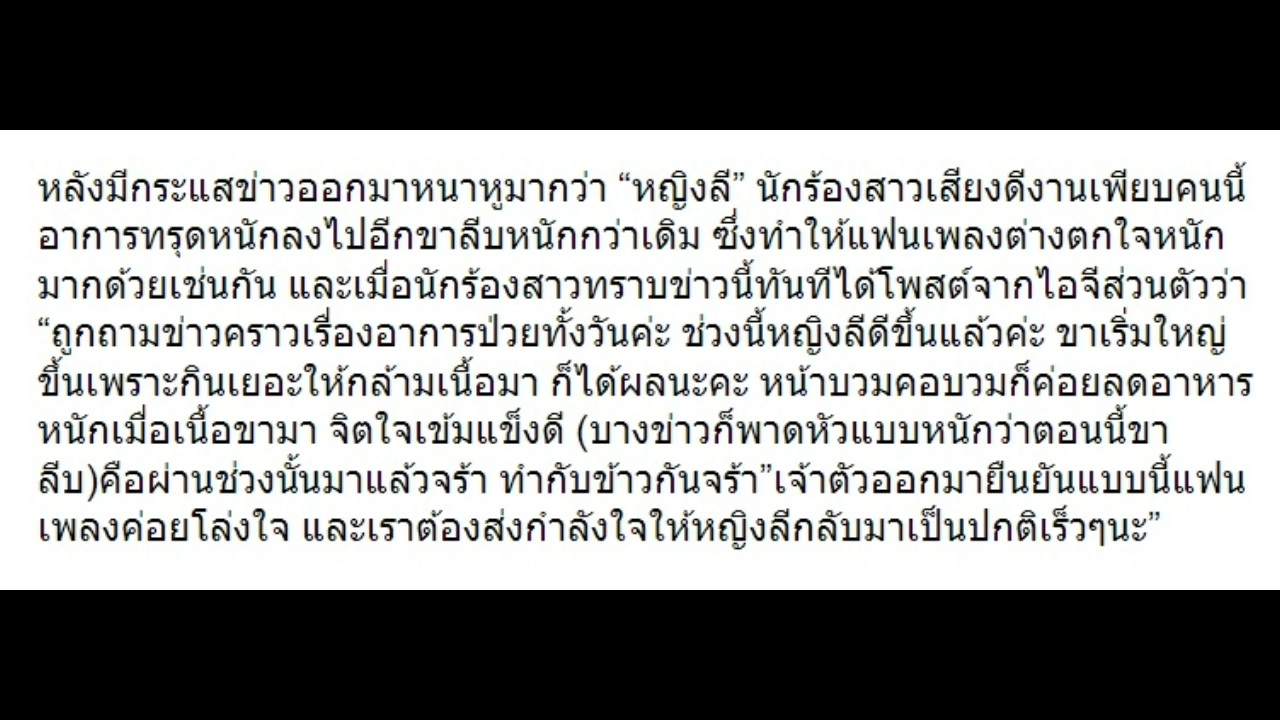 หลังมีกระแสข่าวออกมาหนาหูมากว่า “หญิงลี” นักร้องสาวเสียงดีงานเพียบคนนี้
อาการทรุดหนักลงไปอีกขาลีบหนักกว่าเดิม ซึ่งทำให้แฟนเพลงต่างตกใจหนัก
มากด้วยเช่นกัน และเมื่อนักร้องสาวทราบข่าวนี้ทันทีได้โพสต์จากไอจีส่วนตัวว่า
“ถูกถามข่าวคราวเรื่องอาการป่วยทั้งวันค่ะ ช่วงนี้หญิงลีดีขึ้นแล้วค่ะ ขาเริ่มใหญ่
ขึ้นเพราะกินเยอะให้กล้ามเนื้อมา ก็ได้ผลนะคะ หน้าบวมคอบวมก็ค่อยลดอาหาร
หนักเมื่อเนื้อขามา จิตใจเข้มแข็งดี (บางข่าวก็พาดหัวแบบหนักว่าตอนนี้ขา
ลีบ)คือผ่านช่วงนั้นมาแล้วจร้า ทำกับข้าวกันจร้า”เจ้าตัวออกมายืนยันแบบนี้แฟน
เพลงค่อยโล่งใจ และเราต้องส่งกำลังใจให้หญิงลีกลับมาเป็นปกติเร็วๆนะ”